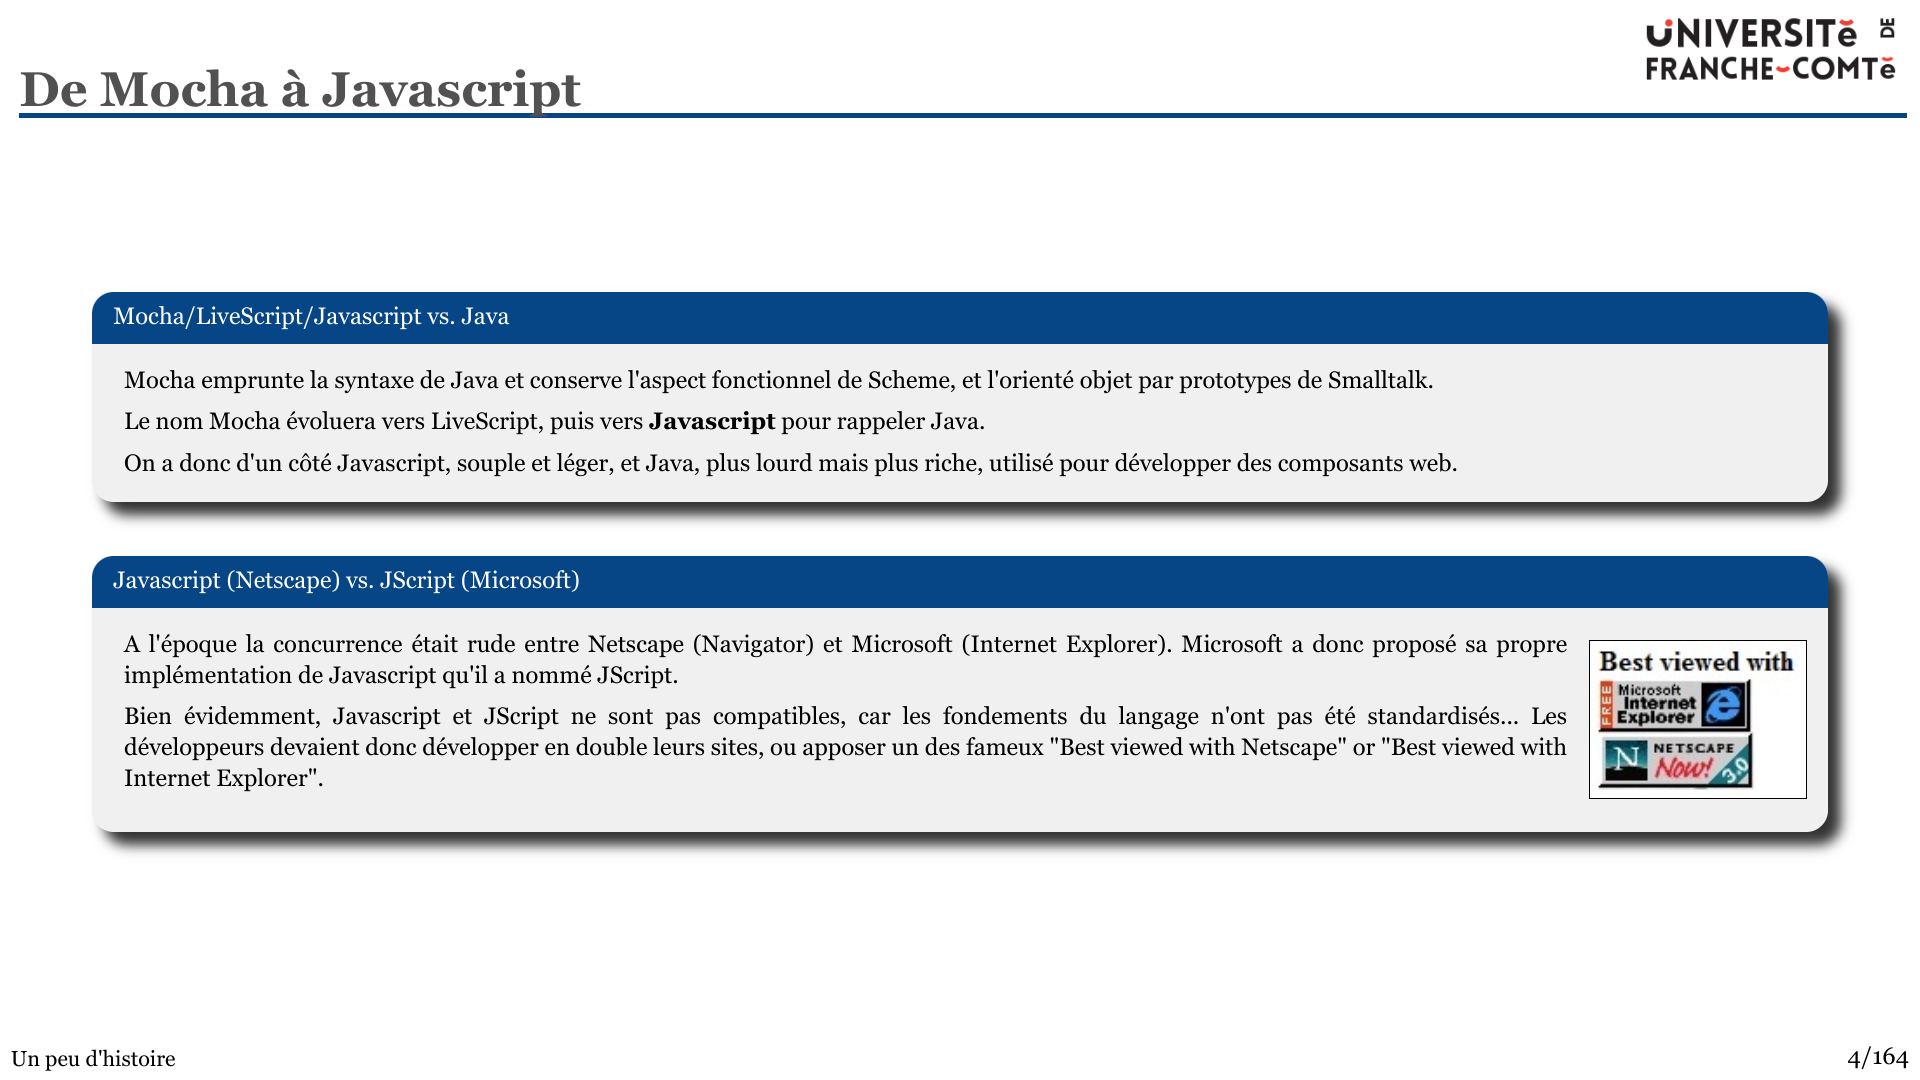 UNIVERSITĕ DE
FRANCHE-COMTĕ
De Mocha à Javascript
Mocha/LiveScript/Javascript vs. Java
Mocha emprunte la syntaxe de Java et conserve l'aspect fonctionnel de Scheme, et l'orienté objet par prototypes de Smalltalk.
Le nom Mocha évoluera vers LiveScript, puis vers Javascript pour rappeler Java.
On a donc d'un côté Javascript, souple et léger, et Java, plus lourd mais plus riche, utilisé pour développer des composants web.
Javascript (Netscape) vs. JScript (Microsoft)
A l'époque la concurrence était rude entre Netscape (Navigator) et Microsoft (Internet Explorer). Microsoft a donc proposé sa propre
implémentation de Javascript qu'il a nommé JScript.
Bien évidemment, Javascript et JScript ne sont pas compatibles, car les fondements du langage n'ont pas été standardisés... Les
développeurs devaient donc développer en double leurs sites, ou apposer un des fameux "Best viewed with Netscape" or "Best viewed with
Internet Explorer".
Best viewed with
FREE
Microsoft
Internet
Explorer
N NETSCAPE
Now! 3.0
Un peu d'histoire
4/164